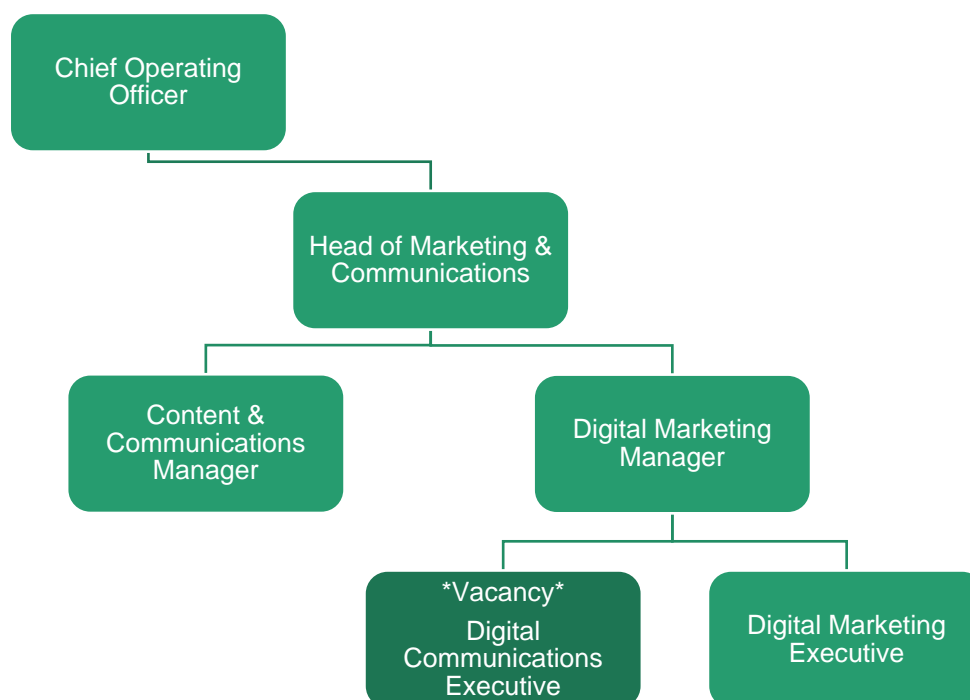 Chief Operating
Officer
Head of Marketing &
Communications
Content &
Communications
Manager
Digital Marketing
Manager
*Vacancy*
Digital
Communications
Executive
Digital Marketing
Executive